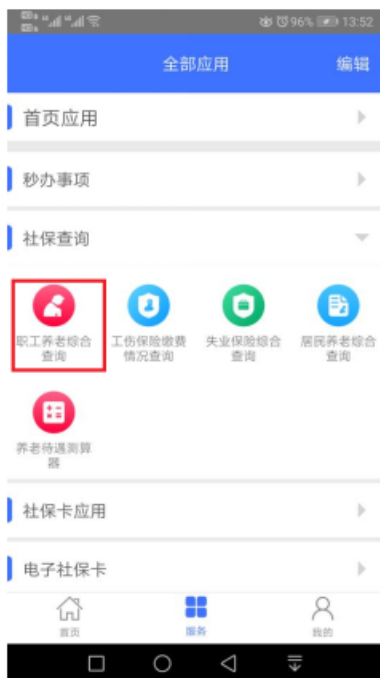 96% 13:52
全部应用 编辑
首页应用
秒办事项
社保查询
职工养老综合 工伤保险缴费 失业保险综合 居民养老综合
查询 情况查询 查询 查询
养老待遇测算
器
社保卡应用
电子社保卡
首页 服务 我的